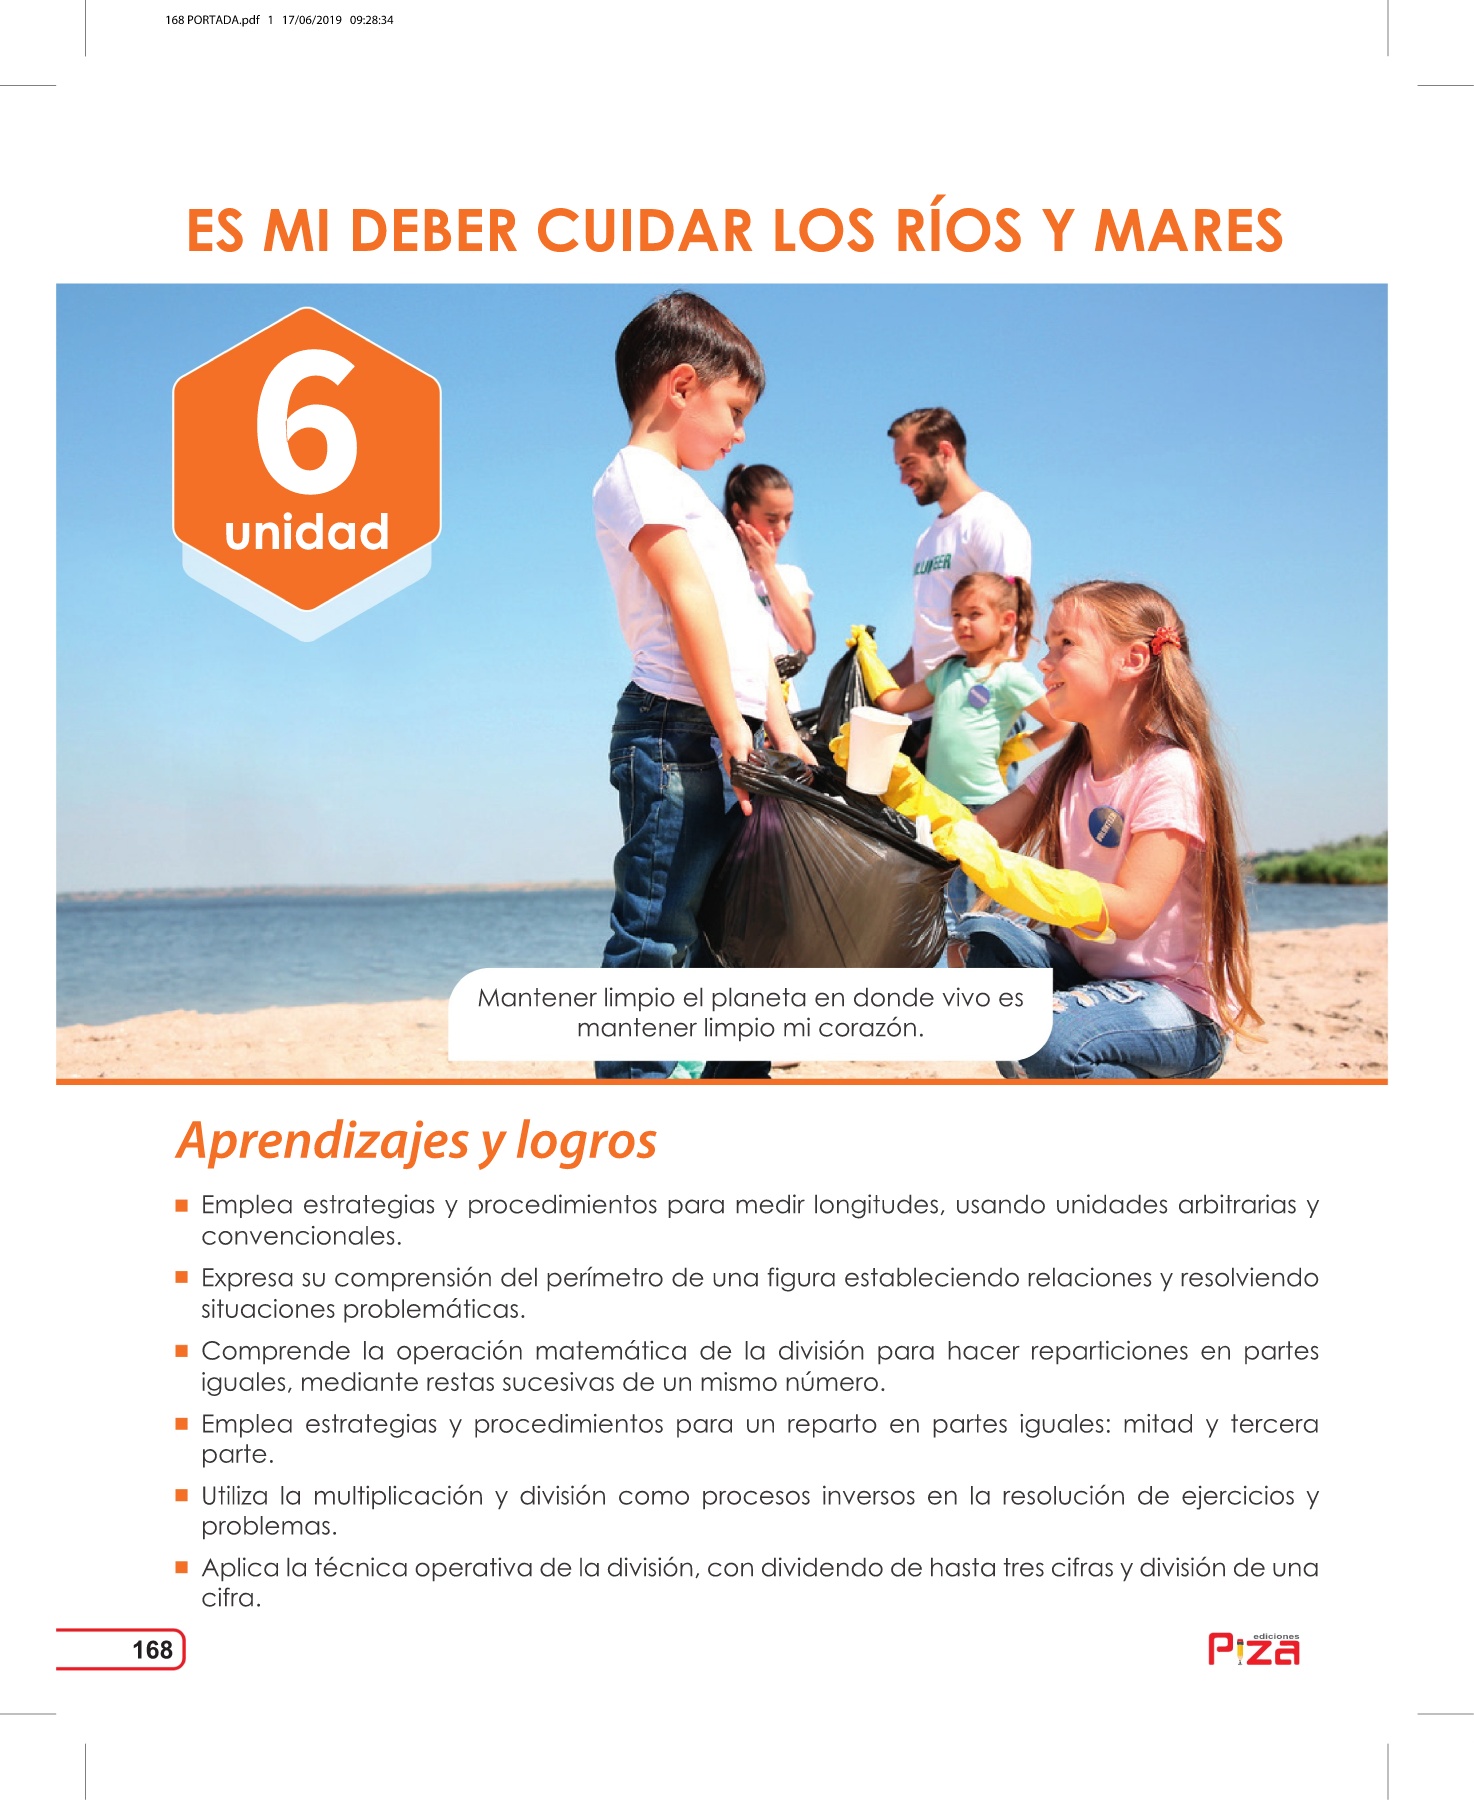 168 PORTADA.pdf 1 17/06/2019 09:28:34
ES MI DEBER CUIDAR LOS RÍOS Y MARES
6
unidad
VOLUNTEER
Mantener limpio el planeta en donde vivo es
mantener limpio mi corazón.
Aprendizajes y logros
Emplea estrategias y procedimientos para medir longitudes, usando unidades arbitrarias y
convencionales.
Expresa su comprensión del perímetro de una figura estableciendo relaciones y resolviendo
situaciones problemáticas.
Comprende la operación matemática de la división para hacer reparticiones en partes
iguales, mediante restas sucesivas de un mismo número.
Emplea estrategias y procedimientos para un reparto en partes iguales: mitad y tercera
parte.
Utiliza la multiplicación y división como procesos inversos en la resolución de ejercicios y
problemas.
Aplica la técnica operativa de la división, con dividendo de hasta tres cifras y división de una
cifra.
168
ediciones
Piza